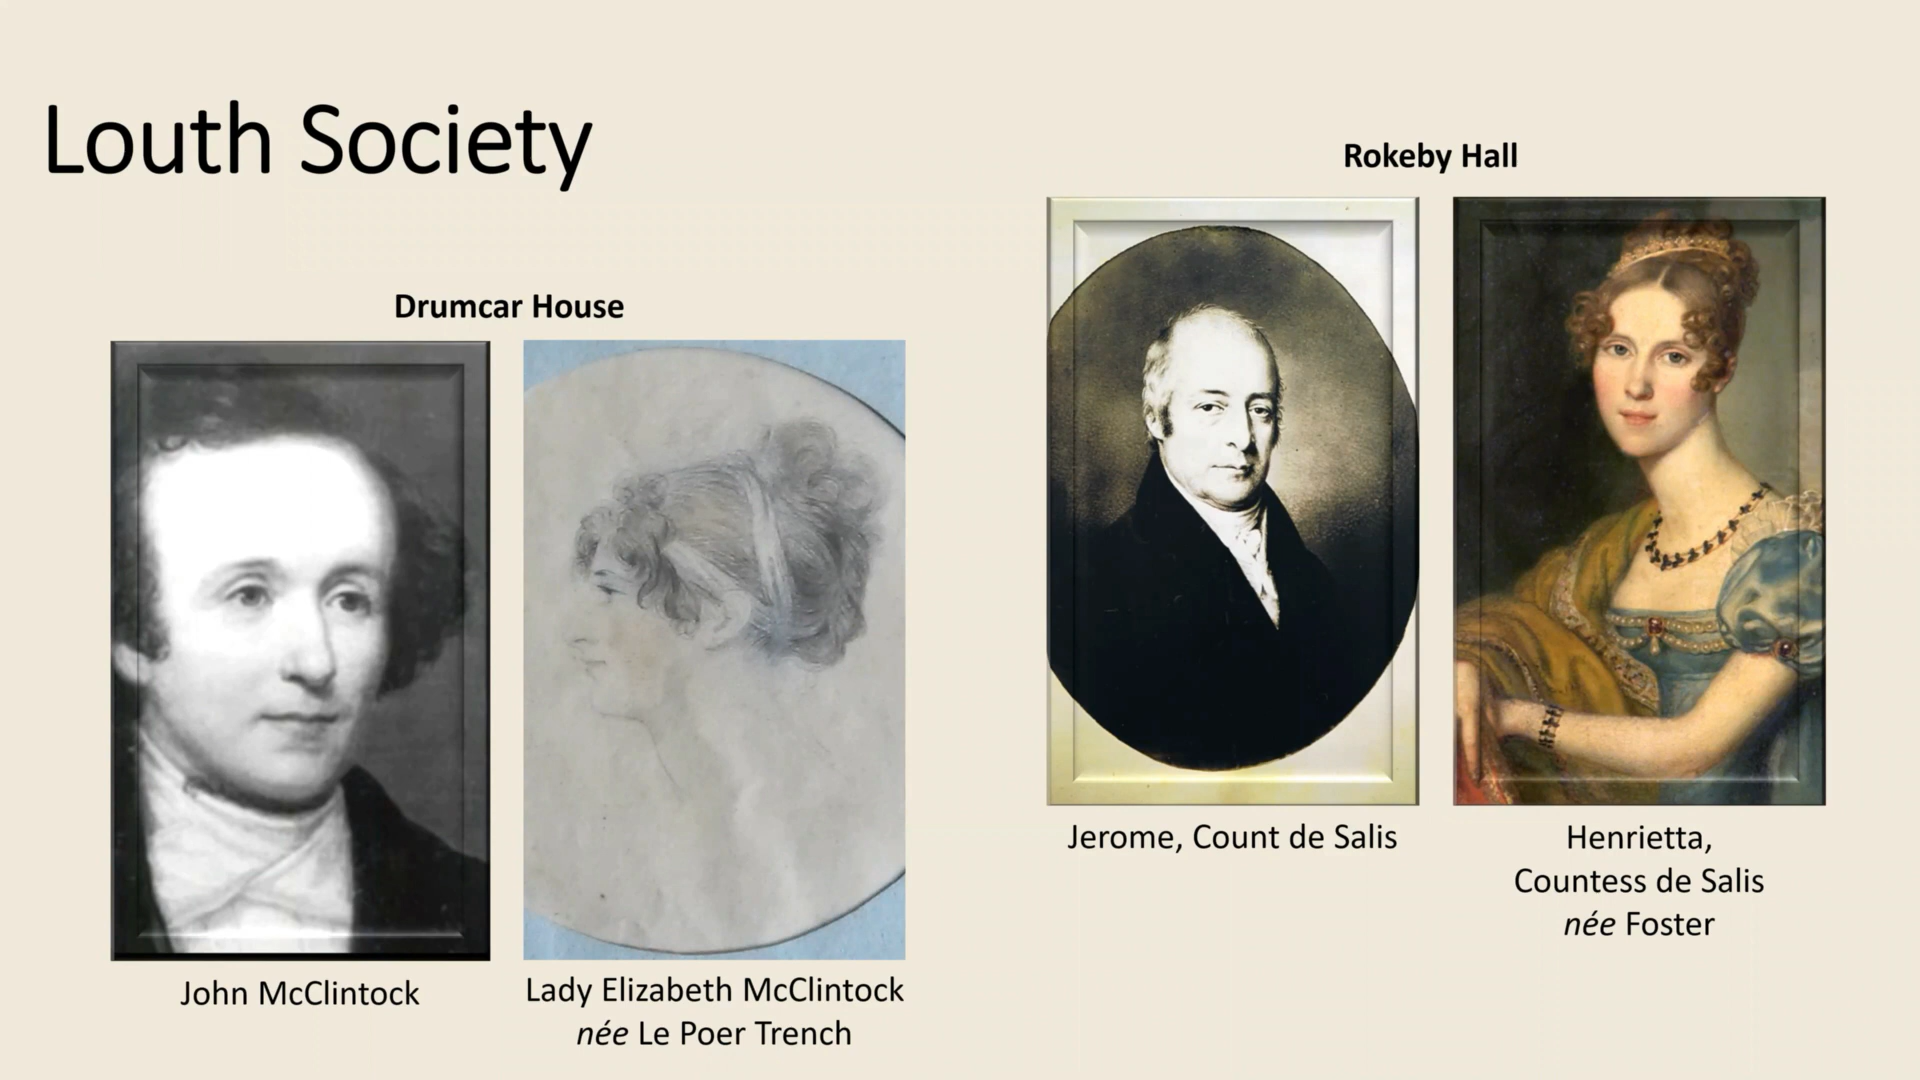 Louth Society
Drumcar House
John McClintock
Lady Elizabeth McClintock
née Le Poer Trench
Rokeby Hall
Jerome, Count de Salis
Henrietta,
Countess de Salis
née Foster